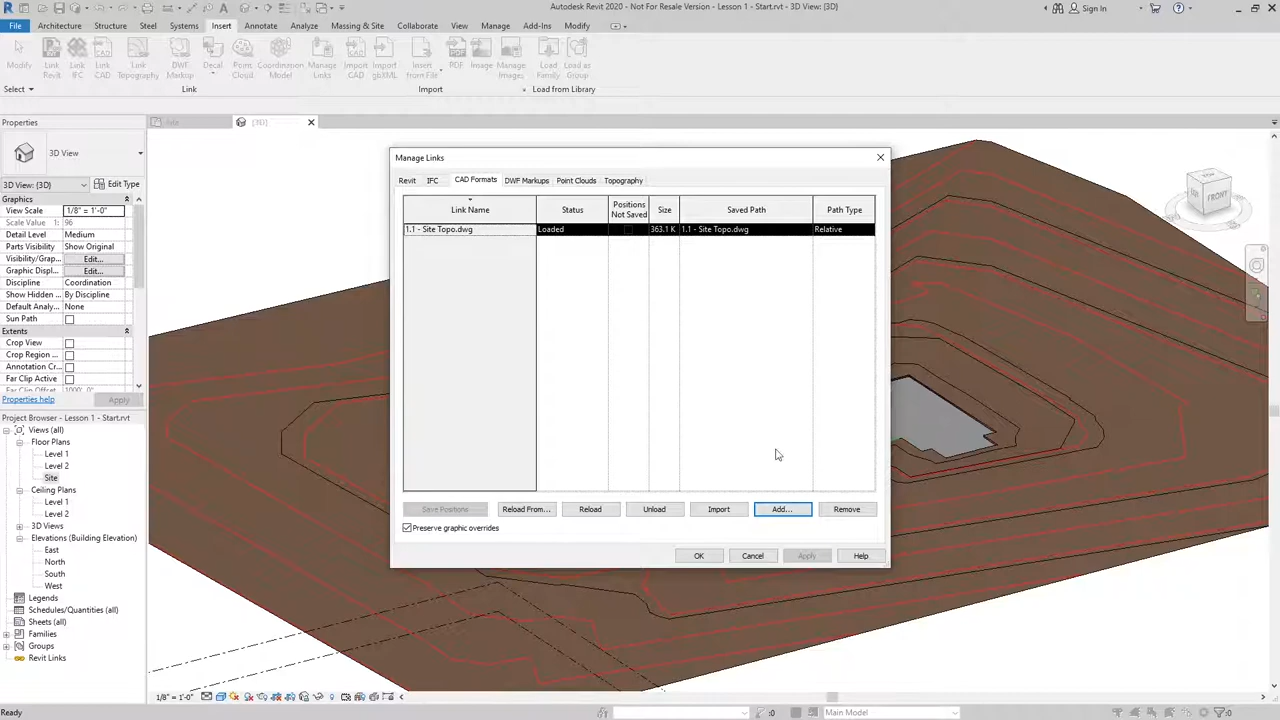 Autodesk Revit 2020 - Not For Resale Version - Lesson 1 - Start.rvt - 3D View: {3D}
Sign In
File Architecture Structure Steel Systems Insert Annotate Analyze Massing & Site Collaborate View Manage Add-Ins Modify
Modify
Link Revit
Link IFC
Link CAD
Link Topography
DWF Markup
Decal
Point Cloud
Coordination Model
Manage Links
Import CAD
Import gbXML
Insert from File
PDF
Image
Manage Images
Load Family
Load as Group
Select
Link
Import
Load from Library
Properties
Site
{3D}
3D View
3D View: {3D}
Edit Type
Graphics
View Scale 1/8" = 1'-0"
Scale Value 1: 96
Detail Level Medium
Parts Visibility Show Original
Visibility/Grap... Edit...
Graphic Displ... Edit...
Discipline Coordination
Show Hidden ... By Discipline
Default Analy... None
Sun Path
Extents
Crop View
Crop Region ...
Annotation Cr...
Far Clip Active
Far Clip Offset 1000' 0"
Properties help
Apply
Project Browser - Lesson 1 - Start.rvt
Views (all)
Floor Plans
Level 1
Level 2
Site
Ceiling Plans
Level 1
Level 2
3D Views
Elevations (Building Elevation)
East
North
South
West
Legends
Schedules/Quantities (all)
Sheets (all)
Families
Groups
Revit Links
Manage Links
Revit IFC CAD Formats DWF Markups Point Clouds Topography
Link Name Status Positions Not Saved Size Saved Path Path Type
1.1 - Site Topo.dwg Loaded 363.1 K 1.1 - Site Topo.dwg Relative
Save Positions Reload From... Reload Unload Import Add... Remove
Preserve graphic overrides
OK Cancel Apply Help
TOP
FRONT
1/8" = 1'-0"
Ready
:0
Main Model
:0